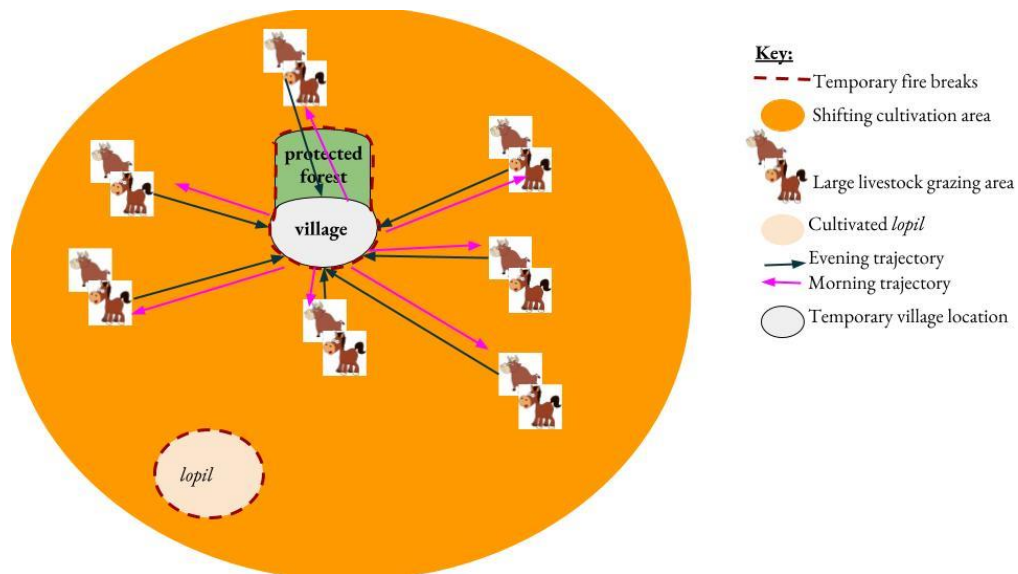 protected
forest
village
lopil
Key:
Temporary fire breaks
Shifting cultivation area
Large livestock grazing area
Cultivated lopil
Evening trajectory
Morning trajectory
Temporary village location